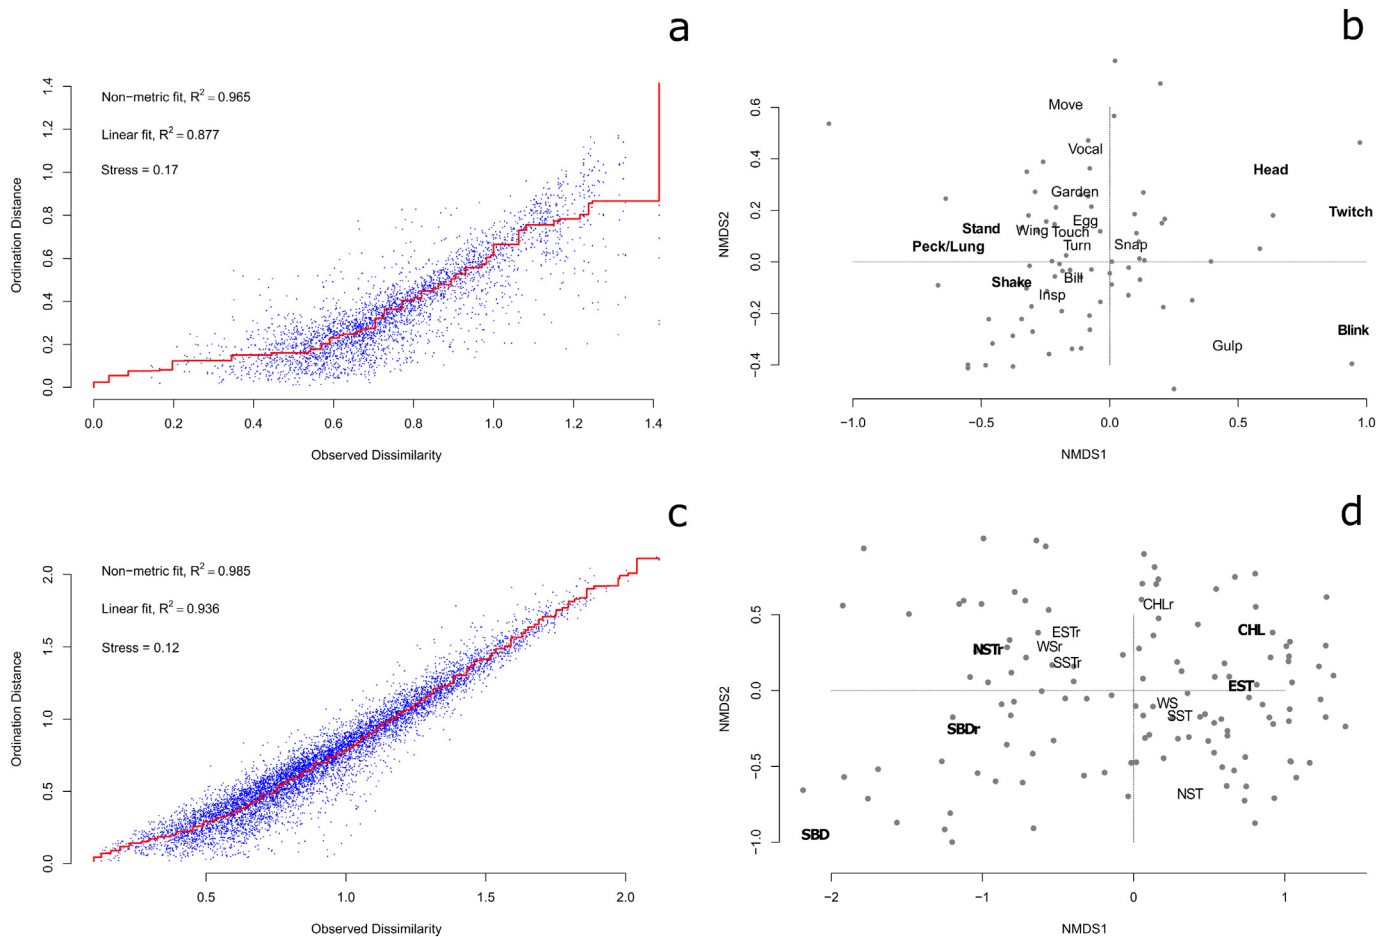 a
1.4
1.2
1.0
0.8
0.6
0.4
0.2
0.0
Ordination Distance
Non−metric fit, R2 = 0.965
Linear fit, R2 = 0.877
Stress = 0.17
0.0 0.2 0.4 0.6 0.8 1.0 1.2 1.4
Observed Dissimilarity
b
0.6
0.4
0.2
0.0
−0.2
−0.4
NMDS2
Move
Vocal
Head
Garden
Twitch
Egg
Stand
Wing
Touch
Peck/Lung
Turn
Snap
Bill
Shake
Insp
Blink
Gulp
−1.0 −0.5 0.0 0.5 1.0
NMDS1
c
2.0
1.5
1.0
0.5
0.0
Ordination Distance
Non−metric fit, R2 = 0.985
Linear fit, R2 = 0.936
Stress = 0.12
0.5 1.0 1.5 2.0
Observed Dissimilarity
d
0.5
0.0
−0.5
−1.0
NMDS2
CHLr
ESTr
CHL
WSr
NSTr
SSTr
EST
WS
SST
SBDr
NST
SBD
−2 −1 0 1
NMDS1